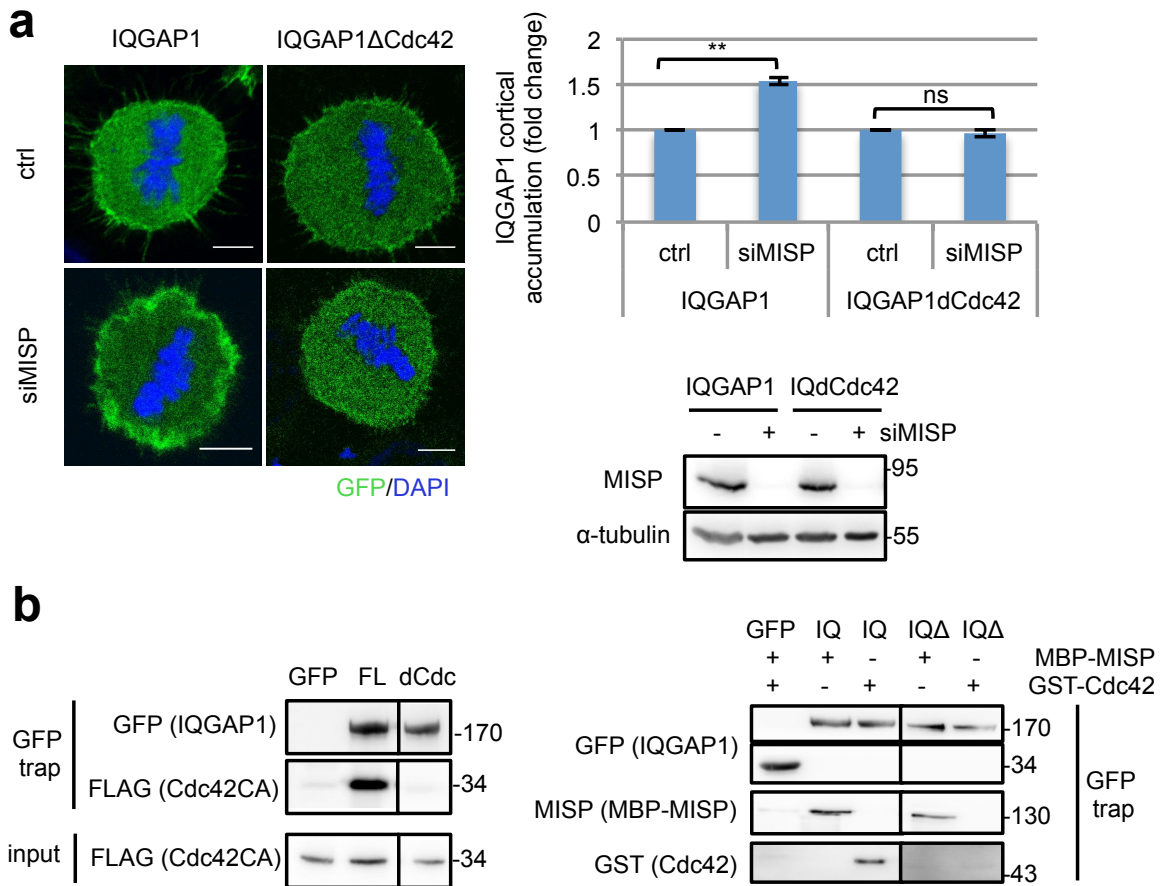 a
IQGAP1 IQGAP1ΔCdc42
ctrl
siMISP
GFP/DAPI
IQGAP1 cortical
accumulation (fold change)
2
1.5
1
0.5
0
** ns
ctrl siMISP ctrl siMISP
IQGAP1 IQGAP1dCdc42
IQGAP1 IQdCdc42
- + - + siMISP
MISP -95
α-tubulin -55
b
GFP FL dCdc
GFP trap
GFP (IQGAP1) -170
FLAG (Cdc42CA) -34
input FLAG (Cdc42CA) -34
GFP IQ IQ IQΔ IQΔ
+ + - + - MBP-MISP
+ - + - + GST-Cdc42
GFP (IQGAP1) -170
-34
MISP (MBP-MISP) -130
GST (Cdc42) -43
GFP
trap